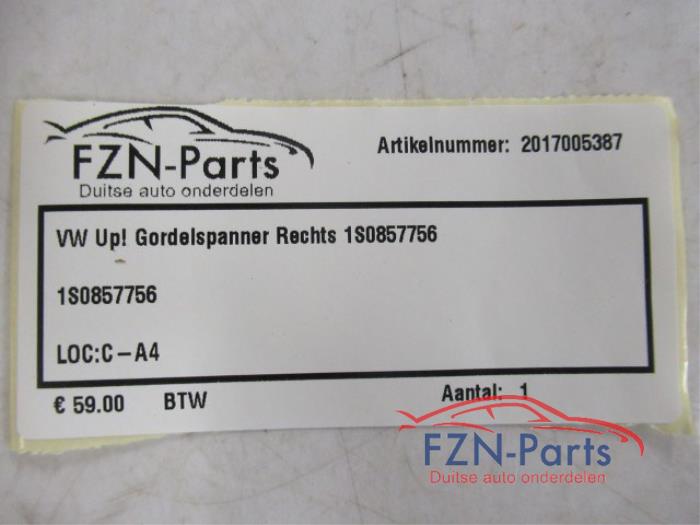 FZN-Parts
Duitse auto onderdelen
Artikelnummer: 2017005387
VW Up! Gordelspanner Rechts 1S0857756
1S0857756
LOC:C-A4
€ 59.00 BTW Aantal: 1
FZN-Parts
Duitse auto onderdelen